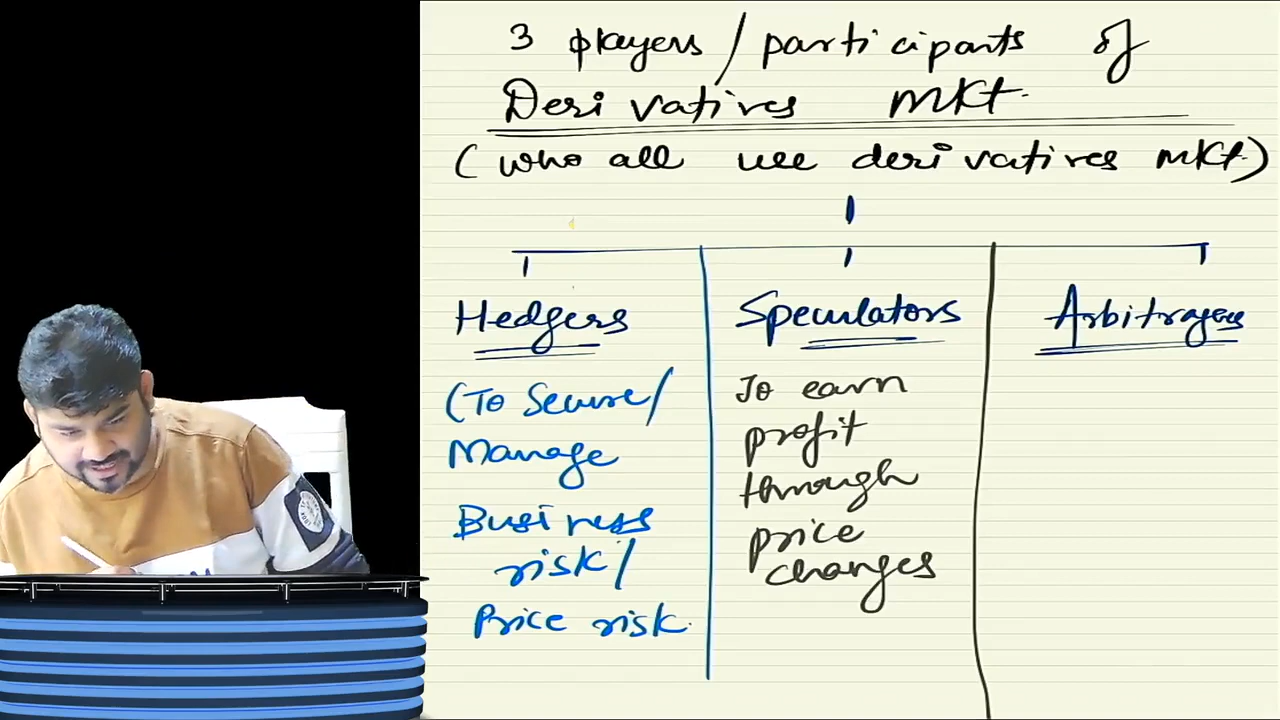 3 players/participants of
Derivatives mkt.
(who all use derivatives mkt.)
Hedgers
(To Secure/
Manage
Business
risk/
Price risk.
Speculators
To earn
profit
through
price
changes
Arbitragers